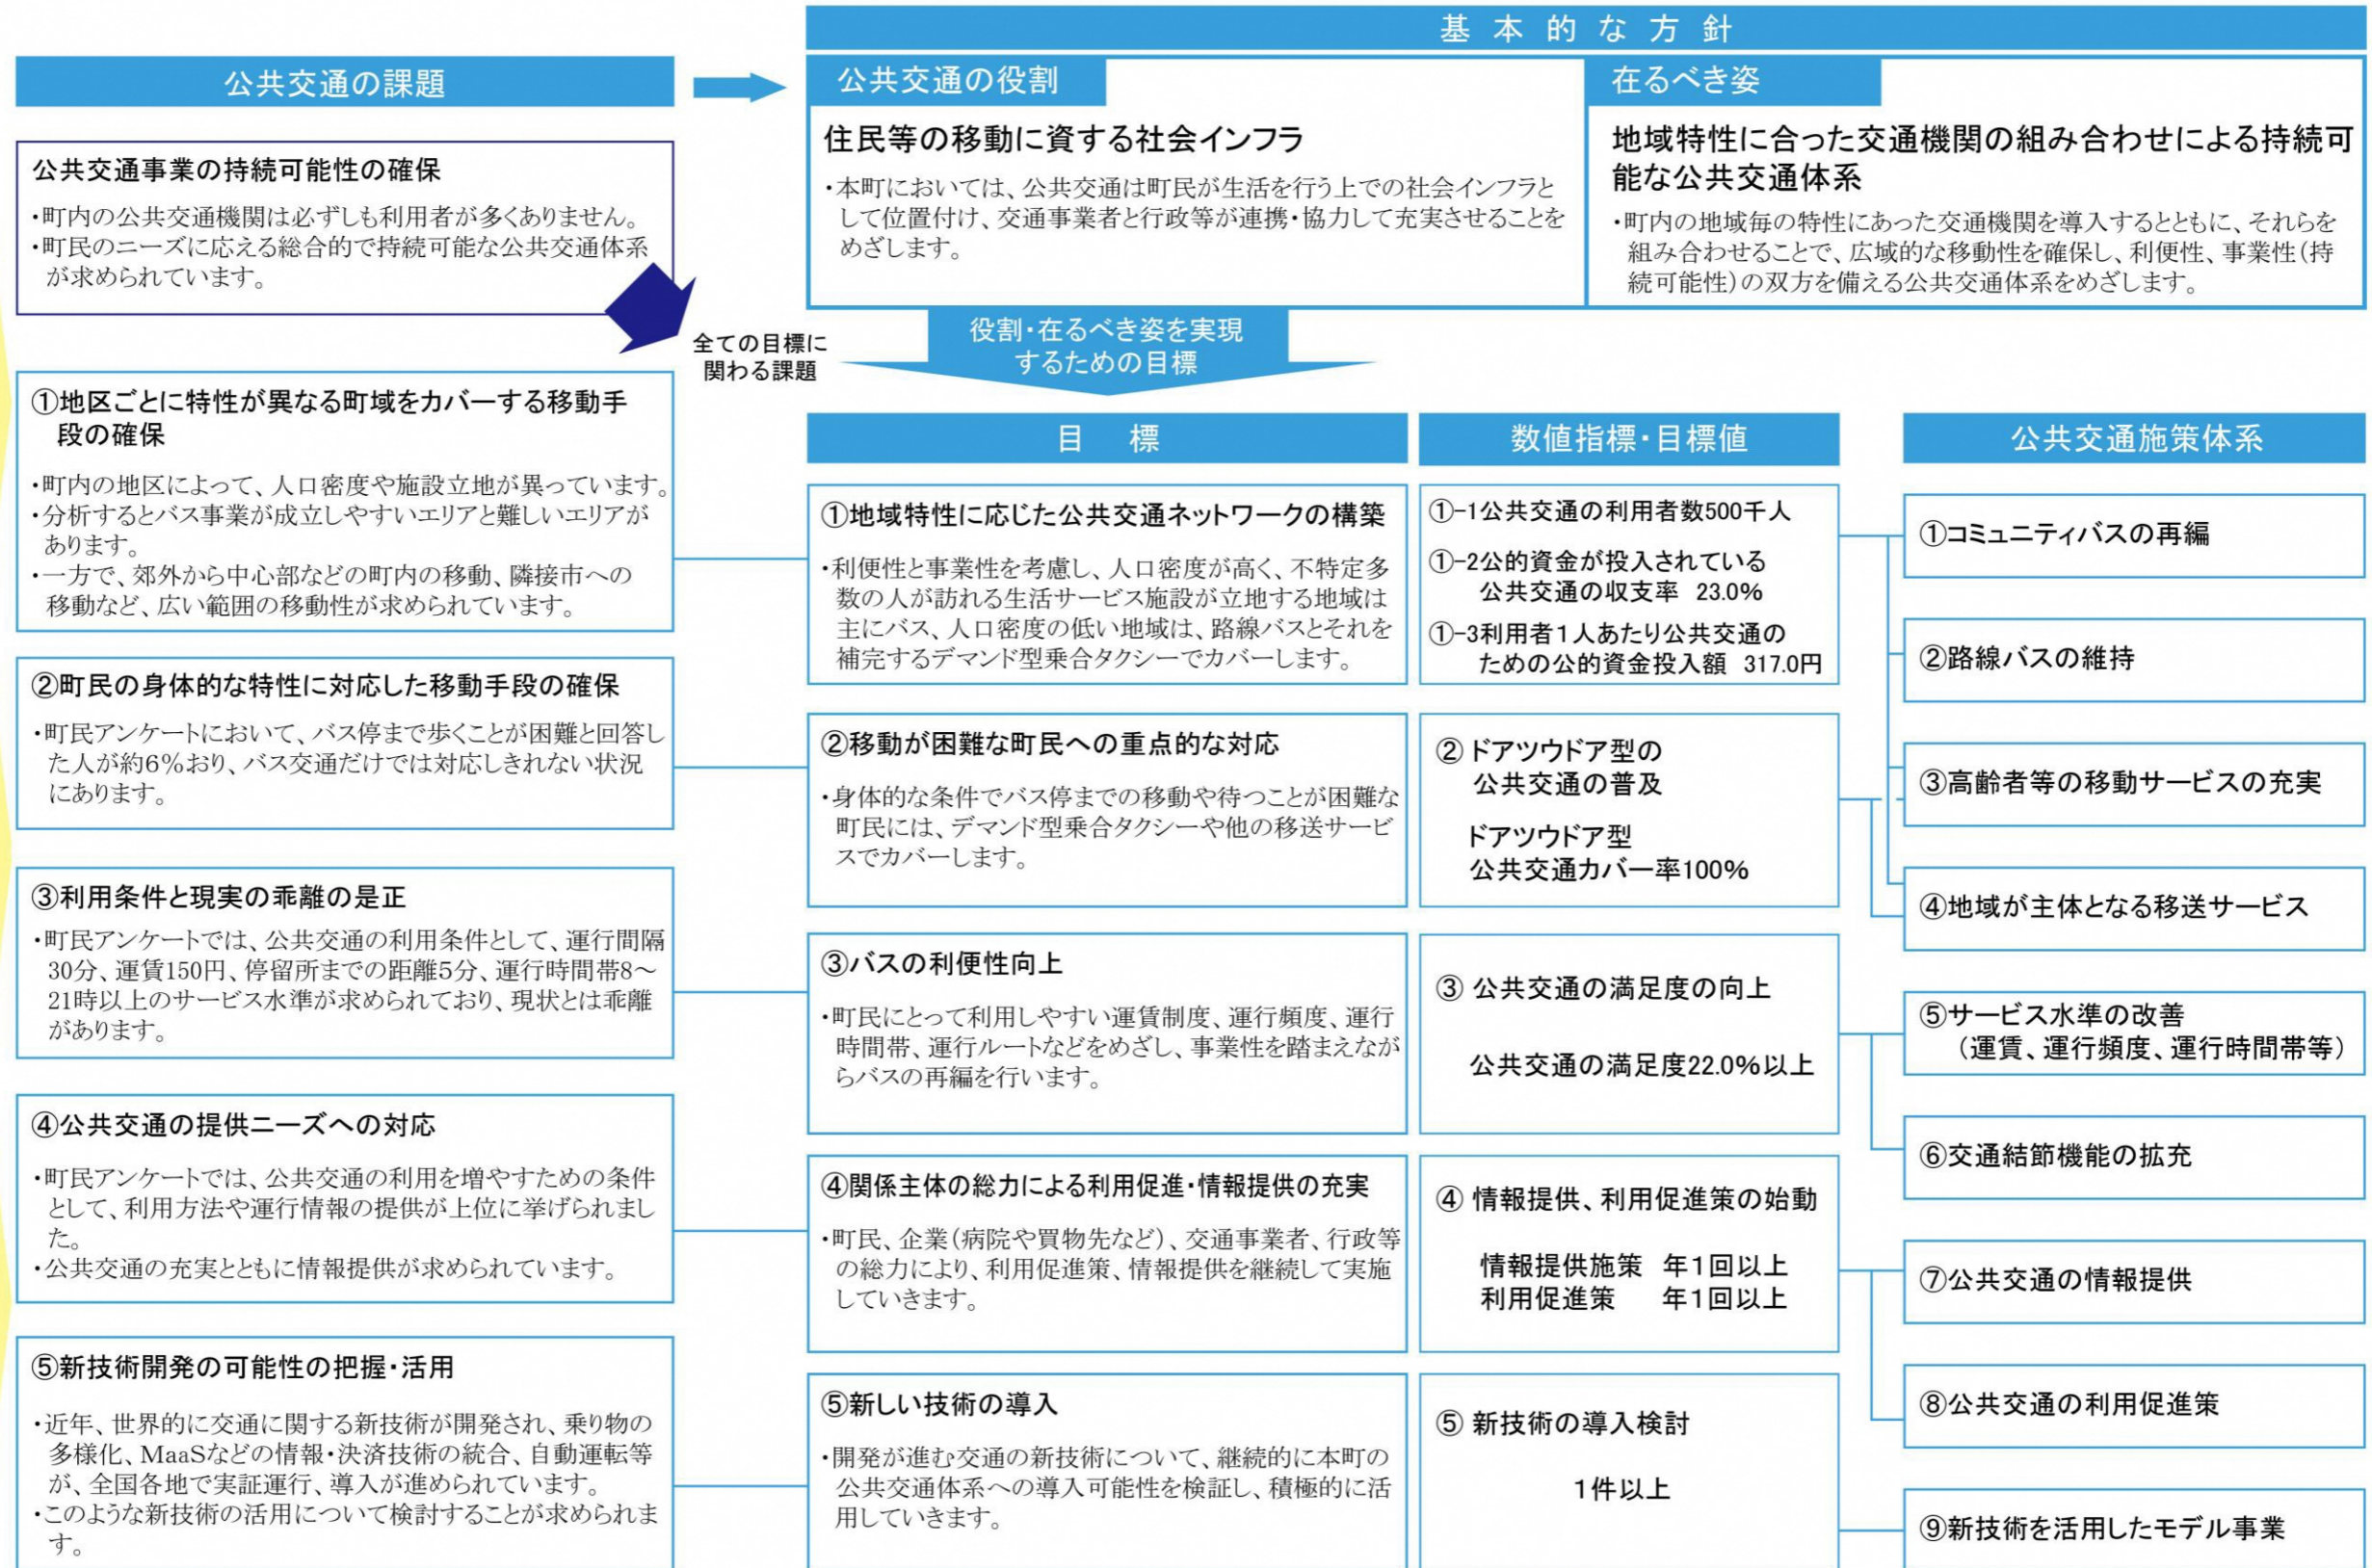 基本的な方針
公共交通の課題
公共交通の役割
在るべき姿
住民等の移動に資する社会インフラ
・本町においては、公共交通は町民が生活を行う上での社会インフラと
して位置付け、交通事業者と行政等が連携・協力して充実させることを
めざします。
地域特性に合った交通機関の組み合わせによる持続可
能な公共交通体系
・町内の地域毎の特性にあった交通機関を導入するとともに、それらを
組み合わせることで、広域的な移動性を確保し、利便性、事業性(持
続可能性)の双方を備える公共交通体系をめざします。
公共交通事業の持続可能性の確保
・町内の公共交通機関は必ずしも利用者が多くありません。
・町民のニーズに応える総合的で持続可能な公共交通体系
が求められています。
全ての目標に
関わる課題
役割・在るべき姿を実現
するための目標
①地区ごとに特性が異なる町域をカバーする移動手
段の確保
・町内の地区によって、人口密度や施設立地が異っています。
・分析するとバス事業が成立しやすいエリアと難しいエリアが
あります。
・一方で、郊外から中心部などの町内の移動、隣接市への
移動など、広い範囲の移動性が求められています。
②町民の身体的な特性に対応した移動手段の確保
・町民アンケートにおいて、バス停まで歩くことが困難と回答し
た人が約6%おり、バス交通だけでは対応しきれない状況
にあります。
③利用条件と現実の乖離の是正
・町民アンケートでは、公共交通の利用条件として、運行間隔
30分、運賃150円、停留所までの距離5分、運行時間帯8～
21時以上のサービス水準が求められており、現状とは乖離
があります。
④公共交通の提供ニーズへの対応
・町民アンケートでは、公共交通の利用を増やすための条件
として、利用方法や運行情報の提供が上位に挙げられまし
た。
・公共交通の充実とともに情報提供が求められています。
⑤新技術開発の可能性の把握・活用
・近年、世界的に交通に関する新技術が開発され、乗り物の
多様化、MaaSなどの情報・決済技術の統合、自動運転等
が、全国各地で実証運行、導入が進められています。
・このような新技術の活用について検討することが求められま
す。
目　標
①地域特性に応じた公共交通ネットワークの構築
・利便性と事業性を考慮し、人口密度が高く、不特定多
数の人が訪れる生活サービス施設が立地する地域は
主にバス、人口密度の低い地域は、路線バスとそれを
補完するデマンド型乗合タクシーでカバーします。
②移動が困難な町民への重点的な対応
・身体的な条件でバス停までの移動や待つことが困難な
町民には、デマンド型乗合タクシーや他の移送サービ
スでカバーします。
③バスの利便性向上
・町民にとって利用しやすい運賃制度、運行頻度、運行
時間帯、運行ルートなどをめざし、事業性を踏まえなが
らバスの再編を行います。
④関係主体の総力による利用促進・情報提供の充実
・町民、企業(病院や買物先など)、交通事業者、行政等
の総力により、利用促進策、情報提供を継続して実施
していきます。
⑤新しい技術の導入
・開発が進む交通の新技術について、継続的に本町の
公共交通体系への導入可能性を検証し、積極的に活
用していきます。
数値指標・目標値
①-1公共交通の利用者数500千人
①-2公的資金が投入されている
公共交通の収支率 23.0%
①-3利用者1人あたり公共交通の
ための公的資金投入額 317.0円
② ドアツウドア型の
公共交通の普及
ドアツウドア型
公共交通カバー率100%
③ 公共交通の満足度の向上
公共交通の満足度22.0%以上
④ 情報提供、利用促進策の始動
情報提供施策 年1回以上
利用促進策 年1回以上
⑤ 新技術の導入検討
1件以上
公共交通施策体系
①コミュニティバスの再編
②路線バスの維持
③高齢者等の移動サービスの充実
④地域が主体となる移送サービス
⑤サービス水準の改善
(運賃、運行頻度、運行時間帯等)
⑥交通結節機能の拡充
⑦公共交通の情報提供
⑧公共交通の利用促進策
⑨新技術を活用したモデル事業